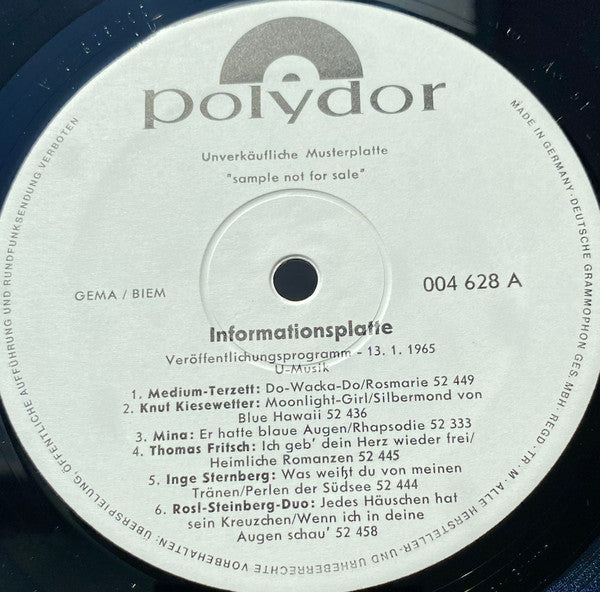 polydor
Unverkäufliche Musterplatte
"sample not for sale"
GEMA / BIEM
004 628 A
Informationsplatte
Veröffentlichungsprogramm - 13. 1. 1965
U-Musik
1. Medium-Terzett: Do-Wacka-Do/Rosmarie 52 449
2. Knut Kiesewetter: Moonlight-Girl/Silbermond von
Blue Hawaii 52 436
3. Mina: Er hatte blaue Augen/Rhapsodie 52 333
4. Thomas Fritsch: Ich geb' dein Herz wieder frei/
Heimliche Romanzen 52 445
5. Inge Sternberg: Was weißt du von meinen
Tränen/Perlen der Südsee 52 444
6. Rosl-Steinberg-Duo: Jedes Häuschen hat
sein Kreuzchen/Wenn ich in deine
Augen schau' 52 458
MADE IN GERMANY · DEUTSCHE GRAMMOPHON GES MBH REGD · TR · M · ALLE HERSTELLER- UND URHEBERRECHTE VORBEHALTEN: ÜBERSPIELUNG, ÖFFENTLICHE AUFFÜHRUNG UND RUNDFUNKSENDUNG VERBOTEN